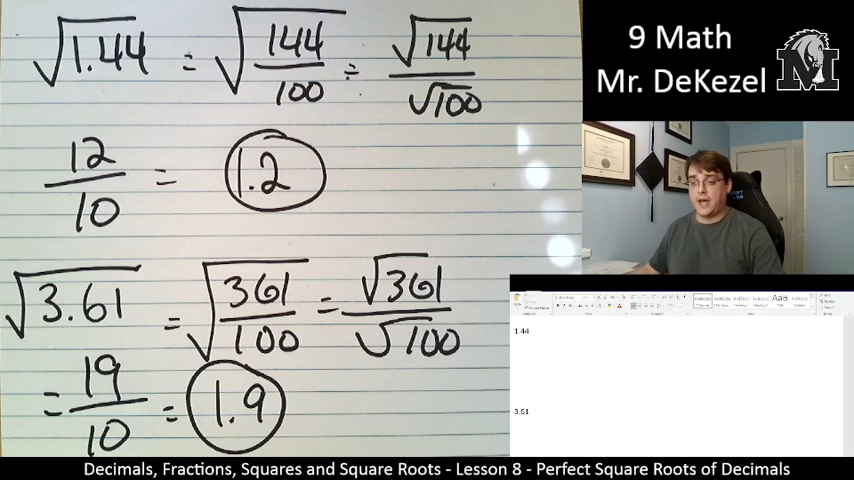 √1.44 = √(144/100) = √144/√100
12/10 = 1.2
√3.61 = √(361/100) = √361/√100
= 19/10 = 1.9
9 Math
Mr. DeKezel
M
1.44
3.61
Decimals, Fractions, Squares and Square Roots - Lesson 8 - Perfect Square Roots of Decimals